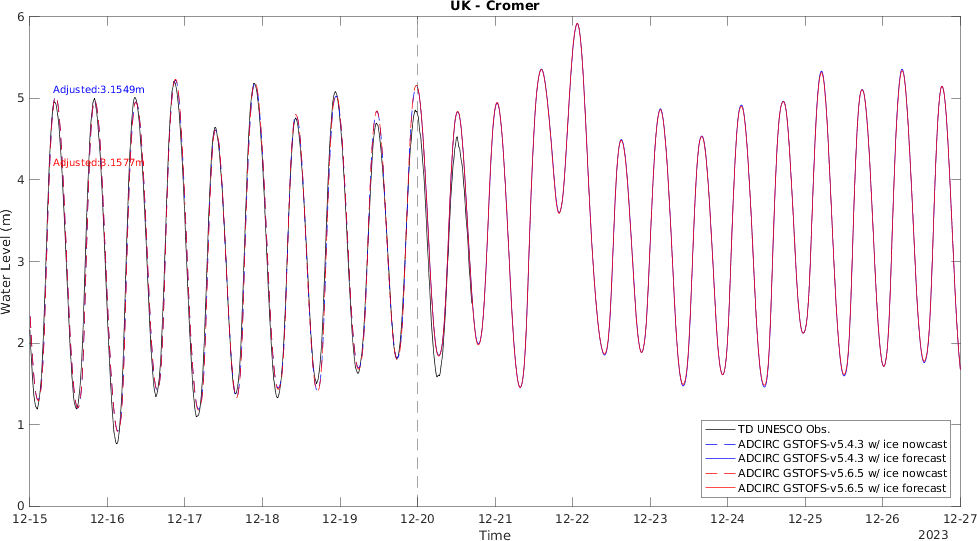 UK - Cromer
6
5
4
3
2
1
0
Water Level (m)
Adjusted:3.1549m
Adjusted:3.1577m
TD UNESCO Obs.
ADCIRC GSTOFS-v5.4.3 w/ ice nowcast
ADCIRC GSTOFS-v5.4.3 w/ ice forecast
ADCIRC GSTOFS-v5.6.5 w/ ice nowcast
ADCIRC GSTOFS-v5.6.5 w/ ice forecast
12-15 12-16 12-17 12-18 12-19 12-20 12-21 12-22 12-23 12-24 12-25 12-26 12-27
Time
2023